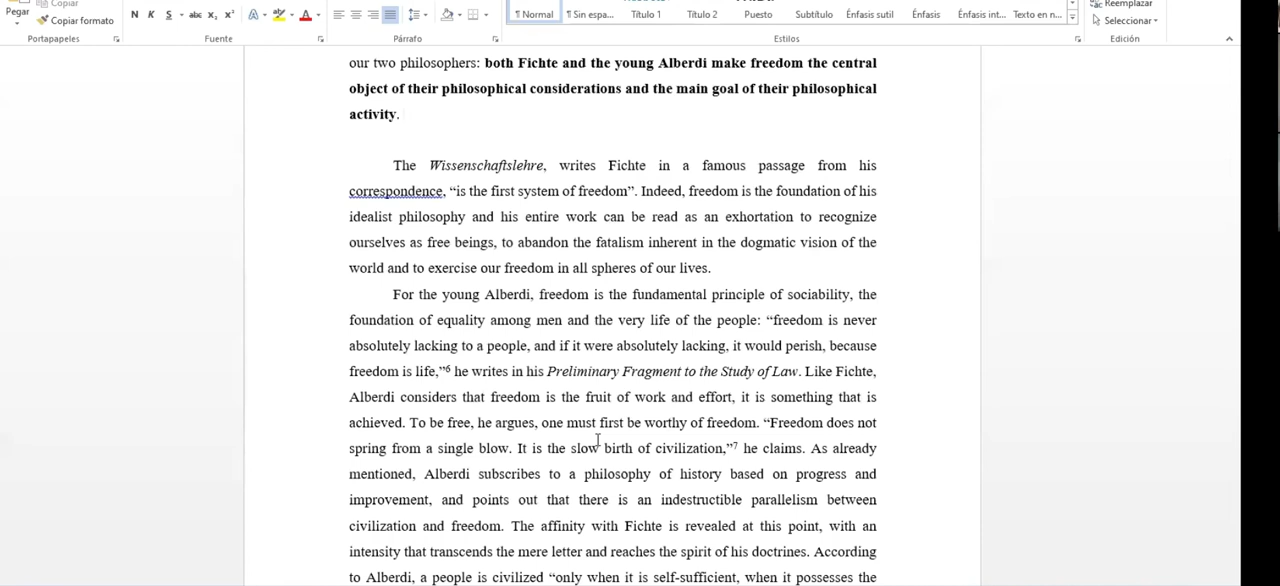 Copiar
Pegar
Copiar formato
N K S abc x₂ x² A aby A
¶ Normal
¶ Sin espa...
Título 1
Título 2
Puesto
Subtítulo
Énfasis sutil
Énfasis
Énfasis int...
Texto en n...
Reemplazar
Seleccionar
Portapapeles
Fuente
Párrafo
Estilos
Edición
our two philosophers: both Fichte and the young Alberdi make freedom the central
object of their philosophical considerations and the main goal of their philosophical
activity.
The Wissenschaftslehre, writes Fichte in a famous passage from his
correspondence, “is the first system of freedom”. Indeed, freedom is the foundation of his
idealist philosophy and his entire work can be read as an exhortation to recognize
ourselves as free beings, to abandon the fatalism inherent in the dogmatic vision of the
world and to exercise our freedom in all spheres of our lives.
For the young Alberdi, freedom is the fundamental principle of sociability, the
foundation of equality among men and the very life of the people: “freedom is never
absolutely lacking to a people, and if it were absolutely lacking, it would perish, because
freedom is life,”⁶ he writes in his Preliminary Fragment to the Study of Law. Like Fichte,
Alberdi considers that freedom is the fruit of work and effort, it is something that is
achieved. To be free, he argues, one must first be worthy of freedom. “Freedom does not
spring from a single blow. It is the slow birth of civilization,”⁷ he claims. As already
mentioned, Alberdi subscribes to a philosophy of history based on progress and
improvement, and points out that there is an indestructible parallelism between
civilization and freedom. The affinity with Fichte is revealed at this point, with an
intensity that transcends the mere letter and reaches the spirit of his doctrines. According
to Alberdi, a people is civilized “only when it is self-sufficient, when it possesses the